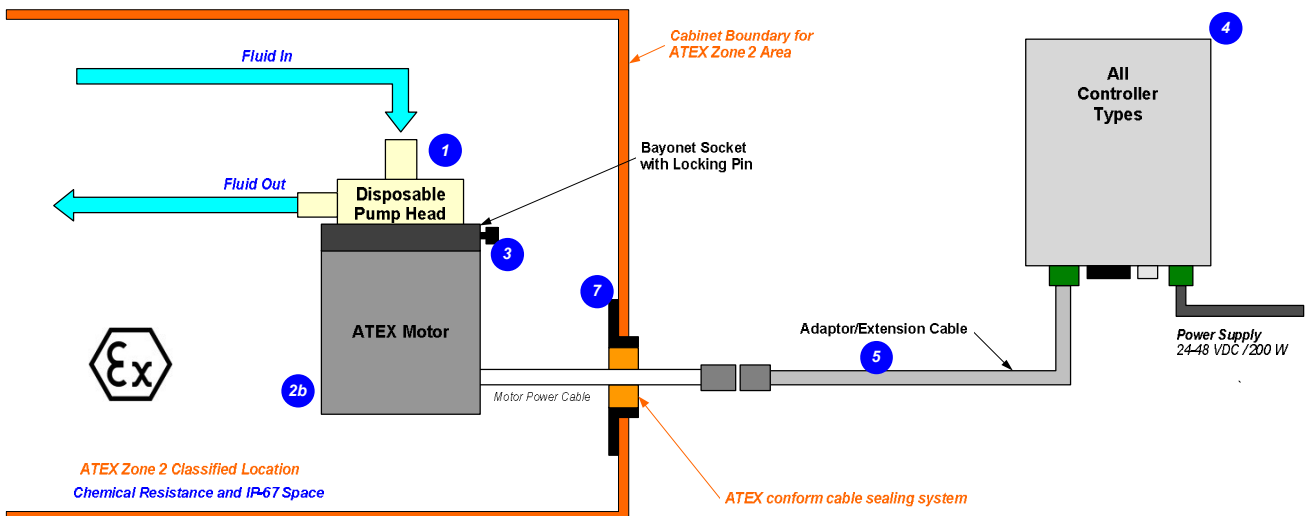 Fluid In
Cabinet Boundary for
ATEX Zone 2 Area
4
All
Controller
Types
1
Bayonet Socket
with Locking Pin
Fluid Out
Disposable
Pump Head
3
7
ATEX Motor
Adaptor/Extension Cable
5
Power Supply
24-48 VDC / 200 W
εx
2b
Motor Power Cable
ATEX Zone 2 Classified Location
Chemical Resistance and IP-67 Space
ATEX conform cable sealing system